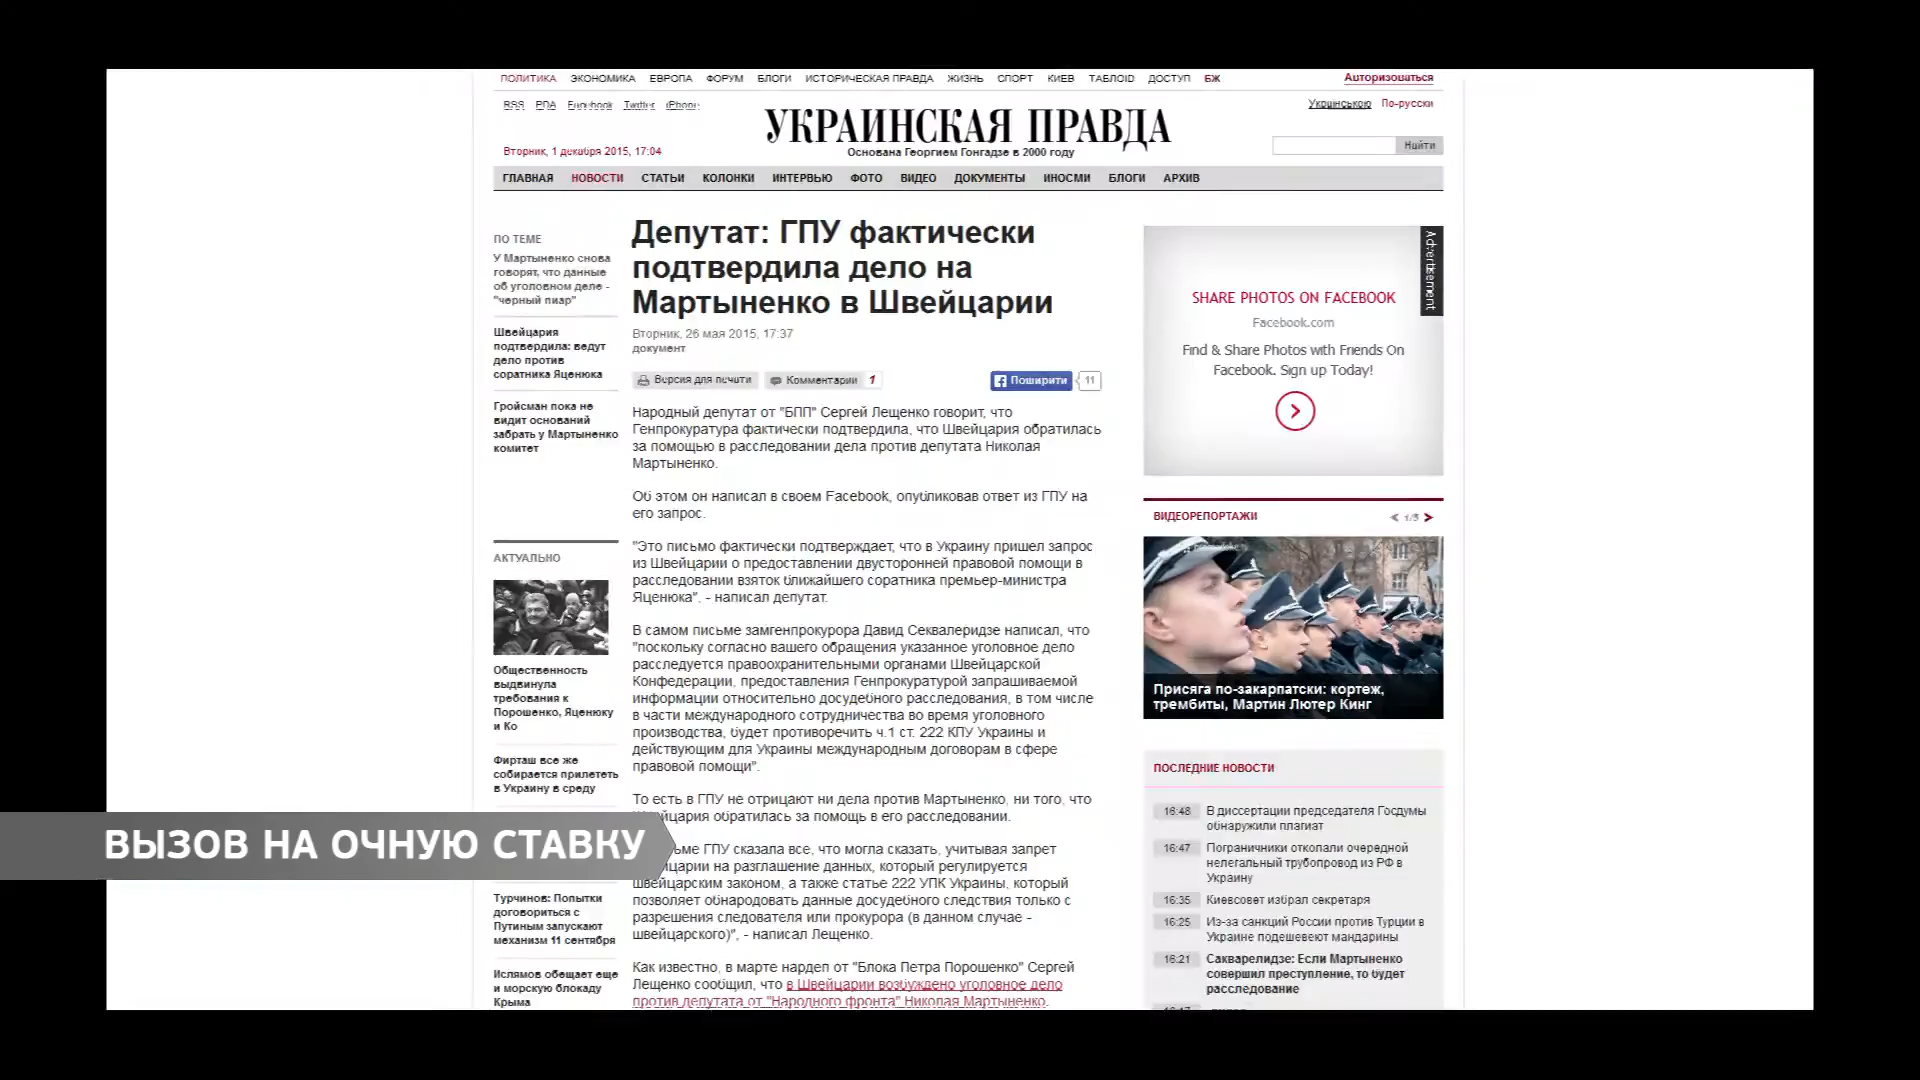 ПОЛИТИКА ЭКОНОМИКА ЕВРОПА ФОРУМ БЛОГИ ИСТОРИЧЕСКАЯ ПРАВДА ЖИЗНЬ СПОРТ КИЕВ ТАБЛОID ДОСТУП БЖ
Авторизоваться
RSS PDA Facebook Twitter iPhone
Українською По-русски
УКРАИНСКАЯ ПРАВДА
Основана Георгием Гонгадзе в 2000 году
Вторник, 1 декабря 2015, 17:04
Найти
ГЛАВНАЯ НОВОСТИ СТАТЬИ КОЛОНКИ ИНТЕРВЬЮ ФОТО ВИДЕО ДОКУМЕНТЫ ИНОСМИ БЛОГИ АРХИВ
ПО ТЕМЕ
У Мартыненко снова
говорят, что данные
об уголовном деле -
"черный пиар"
Швейцария
подтвердила: ведут
дело против
соратника Яценюка
Гройсман пока не
видит оснований
забрать у Мартыненко
комитет
АКТУАЛЬНО
Общественность
выдвинула
требования к
Порошенко, Яценюку
и Ко
Фирташ все же
собирается прилететь
в Украину в среду
ВЫЗОВ НА ОЧНУЮ СТАВКУ
Турчинов: Попытки
договориться с
Путиным запускают
механизм 11 сентября
Ислямов обещает еще
и морскую блокаду
Крыма
Депутат: ГПУ фактически
подтвердила дело на
Мартыненко в Швейцарии
Вторник, 26 мая 2015, 17:37
документ
Версия для печати Комментарии 1
Поширити 11
Народный депутат от "БПП" Сергей Лещенко говорит, что
Генпрокуратура фактически подтвердила, что Швейцария обратилась
за помощью в расследовании дела против депутата Николая
Мартыненко.
Об этом он написал в своем Facebook, опубликовав ответ из ГПУ на
его запрос.
"Это письмо фактически подтверждает, что в Украину пришел запрос
из Швейцарии о предоставлении двусторонней правовой помощи в
расследовании взяток ближайшего соратника премьер-министра
Яценюка". - написал депутат.
В самом письме замгенпрокурора Давид Секвалеридзе написал, что
"поскольку согласно вашего обращения указанное уголовное дело
расследуется правоохранительными органами Швейцарской
Конфедерации, предоставления Генпрокуратурой запрашиваемой
информации относительно досудебного расследования, в том числе
в части международного сотрудничества во время уголовного
производства, будет противоречить ч.1 ст. 222 КПУ Украины и
действующим для Украины международным договорам в сфере
правовой помощи".
То есть в ГПУ не отрицают ни дела против Мартыненко, ни того, что
обратилась за помощь в его расследовании.
ГПУ сказала все, что могла сказать, учитывая запрет
на разглашение данных, который регулируется
швейцарским законом, а также статье 222 УПК Украины, который
позволяет обнародовать данные досудебного следствия только с
разрешения следователя или прокурора (в данном случае -
швейцарского)", - написал Лещенко.
Как известно, в марте нардеп от "Блока Петра Порошенко" Сергей
Лещенко сообщил, что в Швейцарии возбуждено уголовное дело
против депутата от "Народного фронта" Николая Мартыненко.
Advertisement
SHARE PHOTOS ON FACEBOOK
Facebook.com
Find & Share Photos with Friends On
Facebook. Sign up Today!
ВИДЕОРЕПОРТАЖИ
1/5
Присяга по-закарпатски: кортеж,
трембиты, Мартин Лютер Кинг
ПОСЛЕДНИЕ НОВОСТИ
16:48 В диссертации председателя Госдумы
обнаружили плагиат
16:47 Пограничники откопали очередной
нелегальный трубопровод из РФ в
Украину
16:35 Киевсовет избрал секретаря
16:25 Из-за санкций России против Турции в
Украине подешевеют мандарины
16:21 Сакварелидзе: Если Мартыненко
совершил преступление, то будет
расследование